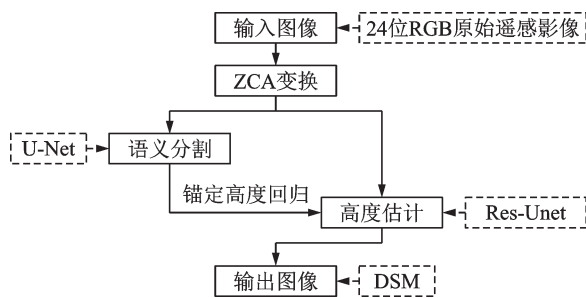 输入图像
24位RGB原始遥感影像
ZCA变换
U-Net
语义分割
锚定高度回归
高度估计
Res-Unet
输出图像
DSM